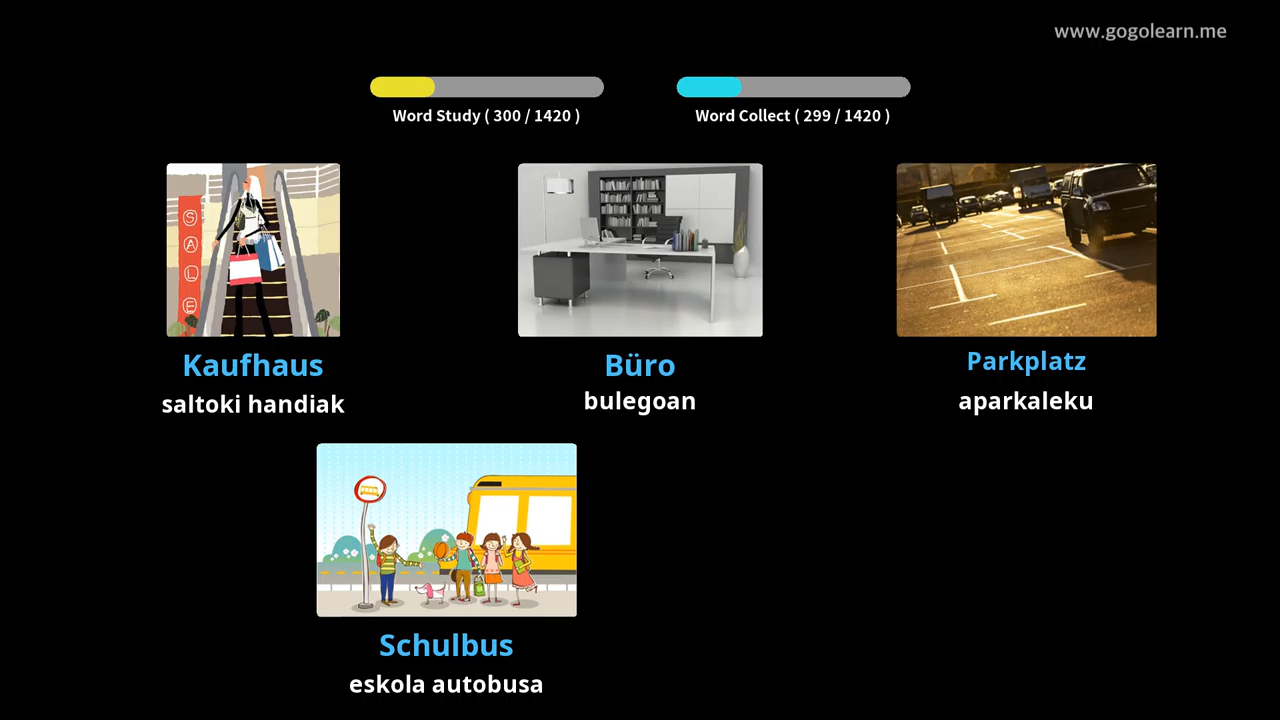 www.gogolearn.me
Word Study ( 300 / 1420 )
Word Collect ( 299 / 1420 )
SALE
Kaufhaus
saltoki handiak
Büro
bulegoan
Parkplatz
aparkaleku
Schulbus
eskola autobusa